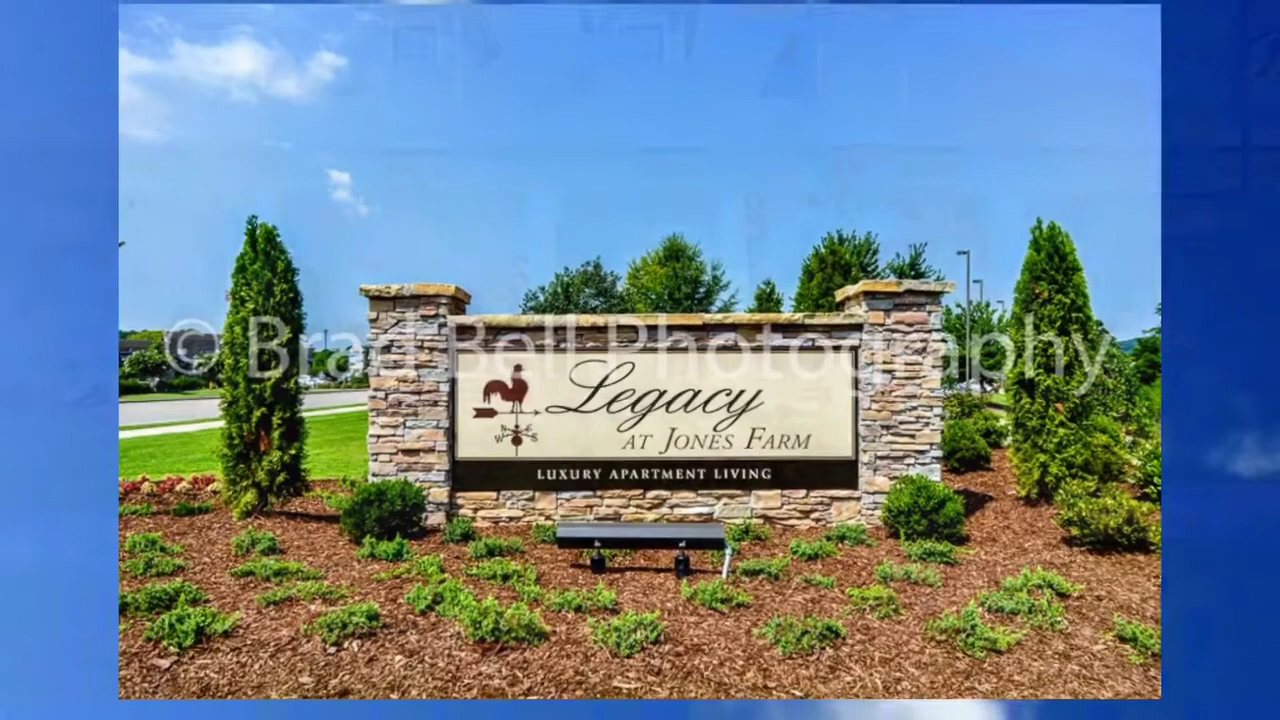 © Brad Bell Photography
Legacy
AT JONES FARM
N E
W S
LUXURY APARTMENT LIVING